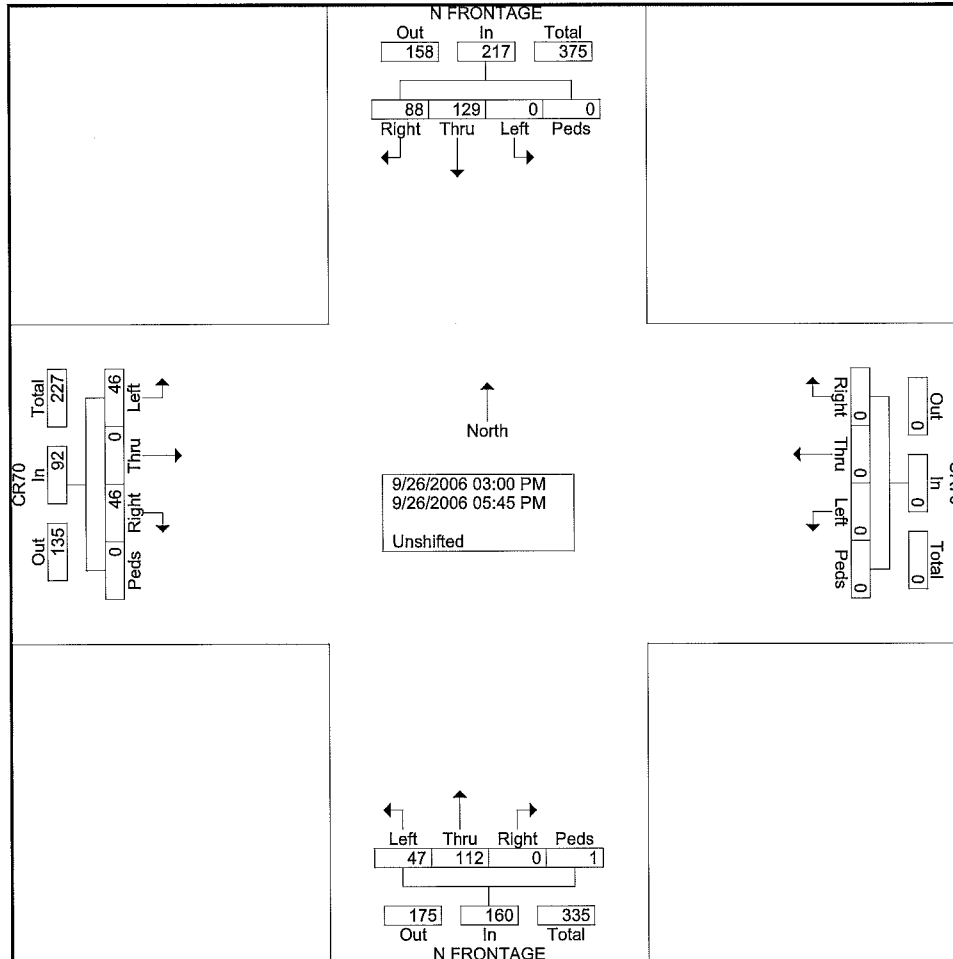 N FRONTAGE
Out In Total
158 217 375
88 129 0 0
Right Thru Left Peds
Total In Out
227 92 135
CR70
46 0 46 0
Left Thru Right Peds
North
9/26/2006 03:00 PM
9/26/2006 05:45 PM
Unshifted
Right Thru Left Peds
0 0 0 0
Out In Total
0 0 0
Left Thru Right Peds
47 112 0 1
175 160 335
Out In Total
N FRONTAGE